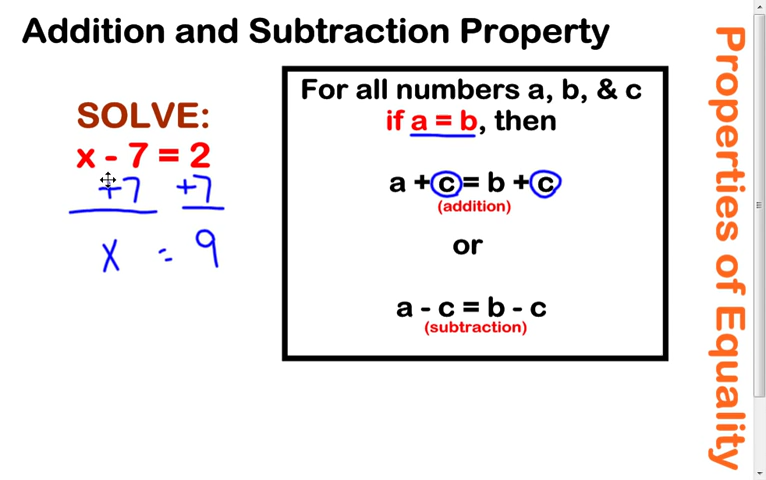 Addition and Subtraction Property
SOLVE:
x - 7 = 2
+7 +7
x = 9
For all numbers a, b, & c
if a = b, then
a + c = b + c
(addition)
or
a - c = b - c
(subtraction)
Properties of Equality